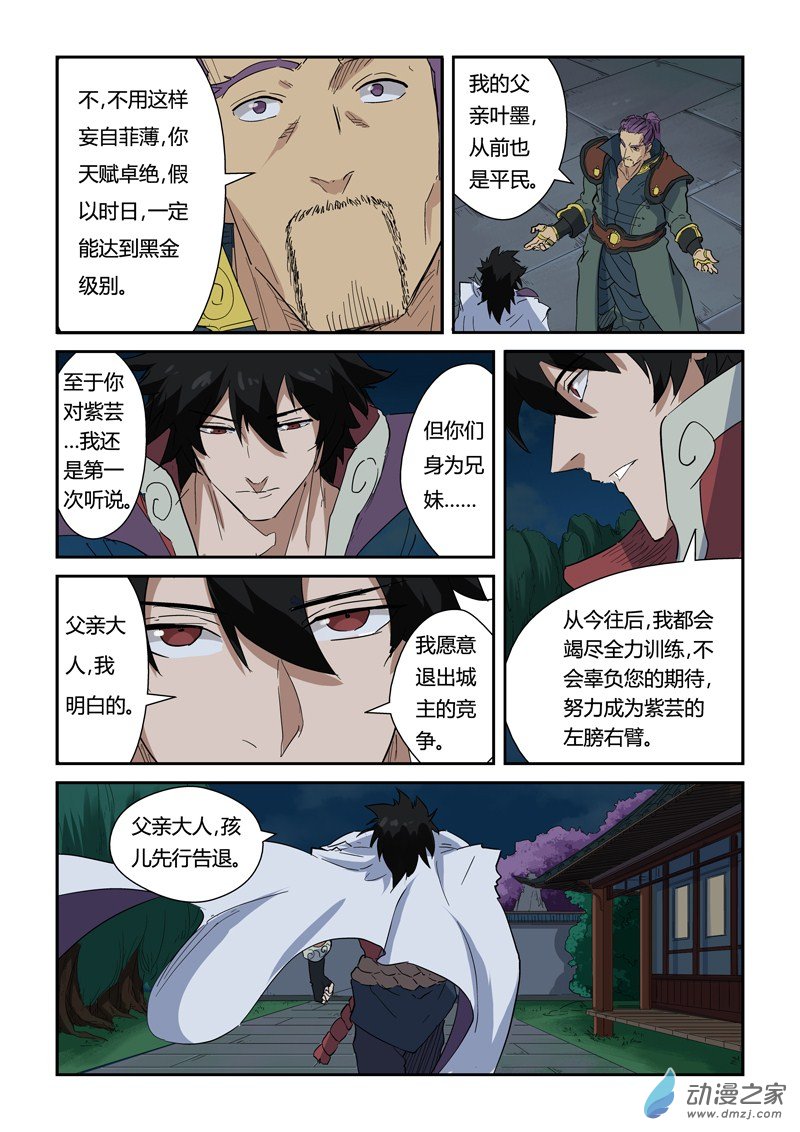 不，不用这样
妄自菲薄，你
天赋卓绝，假
以时日，一定
能达到黑金
级别。
我的父
亲叶墨，
从前也
是平民。
至于你
对紫芸
…我还
是第一
次听说。
但你们
身为兄
妹……
父亲大
人，我
明白的。
我愿意
退出城
主的竞
争。
从今往后，我都会
竭尽全力训练，不
会辜负您的期待，
努力成为紫芸的
左膀右臂。
父亲大人，孩
儿先行告退。
动漫之家
www.dmzj.com